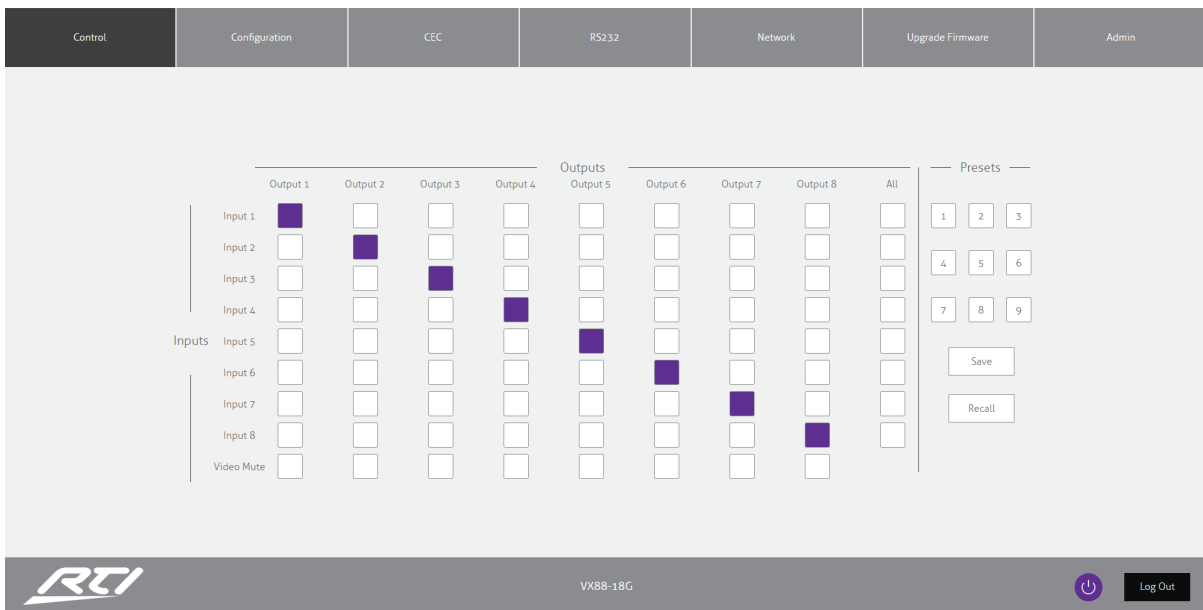 Control Configuration CEC RS232 Network Upgrade Firmware Admin
Outputs Presets
Output 1 Output 2 Output 3 Output 4 Output 5 Output 6 Output 7 Output 8 All
Input 1 1 2 3
Input 2
4 5 6
Input 3
Input 4 7 8 9
Inputs Input 5
Save
Input 6
Input 7 Recall
Input 8
Video Mute
RTI VX88-18G Log Out